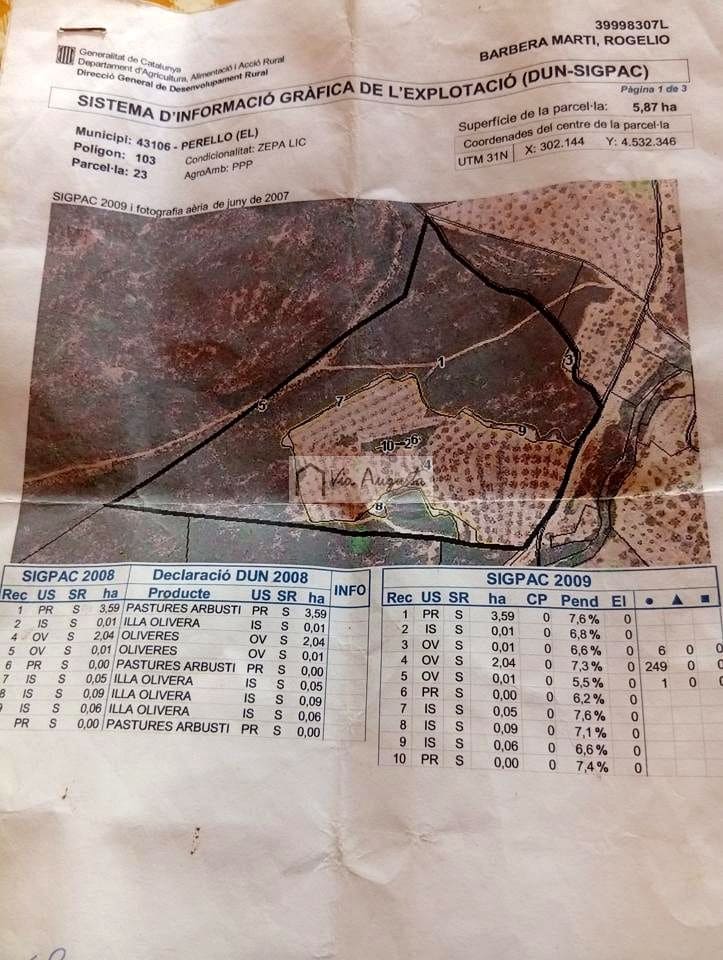 39998307L
BARBERA MARTI, ROGELIO
Generalitat de Catalunya
Departament d'Agricultura, Alimentació i Acció Rural
Direcció General de Desenvolupament Rural
SISTEMA D'INFORMACIÓ GRÀFICA DE L'EXPLOTACIÓ (DUN-SIGPAC)
Pàgina 1 de 3
Municipi: 43106 - PERELLO (EL)
Polígon: 103 Condicionalitat: ZEPA LIC
Parcel·la: 23 AgroAmb: PPP
Superfície de la parcel·la: 5,87 ha
Coordenades del centre de la parcel·la
UTM 31N X: 302.144 Y: 4.532.346
SIGPAC 2009 i fotografia aèria de juny de 2007
1
3
5
7
9
10 2 6
4
8
Via Augusta
SIGPAC 2008 Declaració DUN 2008 INFO
Rec US SR ha Producte US SR ha
1 PR S 3,59 PASTURES ARBUSTI PR S 3,59
2 IS S 0,01 ILLA OLIVERA IS S 0,01
4 OV S 2,04 OLIVERES OV S 2,04
5 OV S 0,01 OLIVERES OV S 0,01
6 PR S 0,00 PASTURES ARBUSTI PR S 0,00
7 IS S 0,05 ILLA OLIVERA IS S 0,05
8 IS S 0,09 ILLA OLIVERA IS S 0,09
9 IS S 0,06 ILLA OLIVERA IS S 0,06
PR S 0,00 PASTURES ARBUSTI PR S 0,00
SIGPAC 2009
Rec US SR ha CP Pend El ● ▲ ■
1 PR S 3,59 0 7,6 % 0
2 IS S 0,01 0 6,8 % 0
3 OV S 0,01 0 6,6 % 0 6 0 0
4 OV S 2,04 0 7,3 % 0 249 0 0
5 OV S 0,01 0 5,5 % 0 1 0 0
6 PR S 0,00 0 6,2 % 0
7 IS S 0,05 0 7,6 % 0
8 IS S 0,09 0 7,1 % 0
9 IS S 0,06 0 6,6 % 0
10 PR S 0,00 0 7,4 % 0